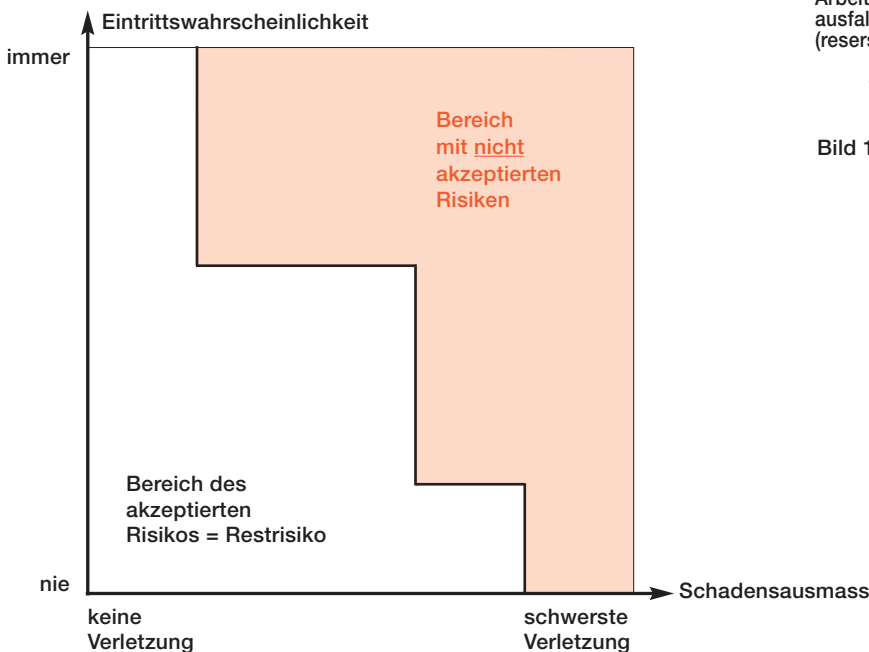 Eintrittswahrscheinlichkeit
immer
Bereich
mit nicht
akzeptierten
Risiken
Bereich des
akzeptierten
Risikos = Restrisiko
nie
Schadensausmass
keine
Verletzung
schwerste
Verletzung
Bild 1